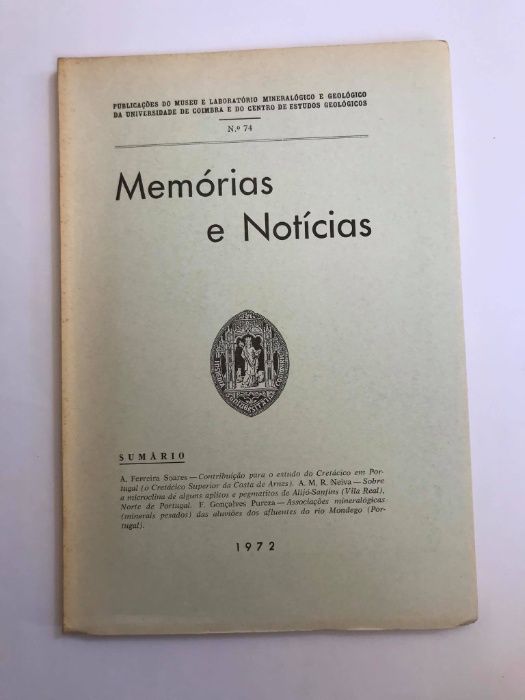 PUBLICAÇÕES DO MUSEU E LABORATÓRIO MINERALÓGICO E GEOLÓGICO
DA UNIVERSIDADE DE COIMBRA E DO CENTRO DE ESTUDOS GEOLÓGICOS
N.º 74
Memórias
e Notícias
SUMÁRIO
A. Ferreira Soares — Contribuição para o estudo do Cretácico em Por-
tugal (o Cretácico Superior da Costa de Arnes). A. M. R. Neiva — Sobre
a microclina de alguns aplitos e pegmatitos de Alijó-Sanfins (Vila Real),
Norte de Portugal. F. Gonçalves Pureza — Associações mineralógicas
(minerais pesados) das aluviões dos afluentes do rio Mondego (Por-
tugal).
1972